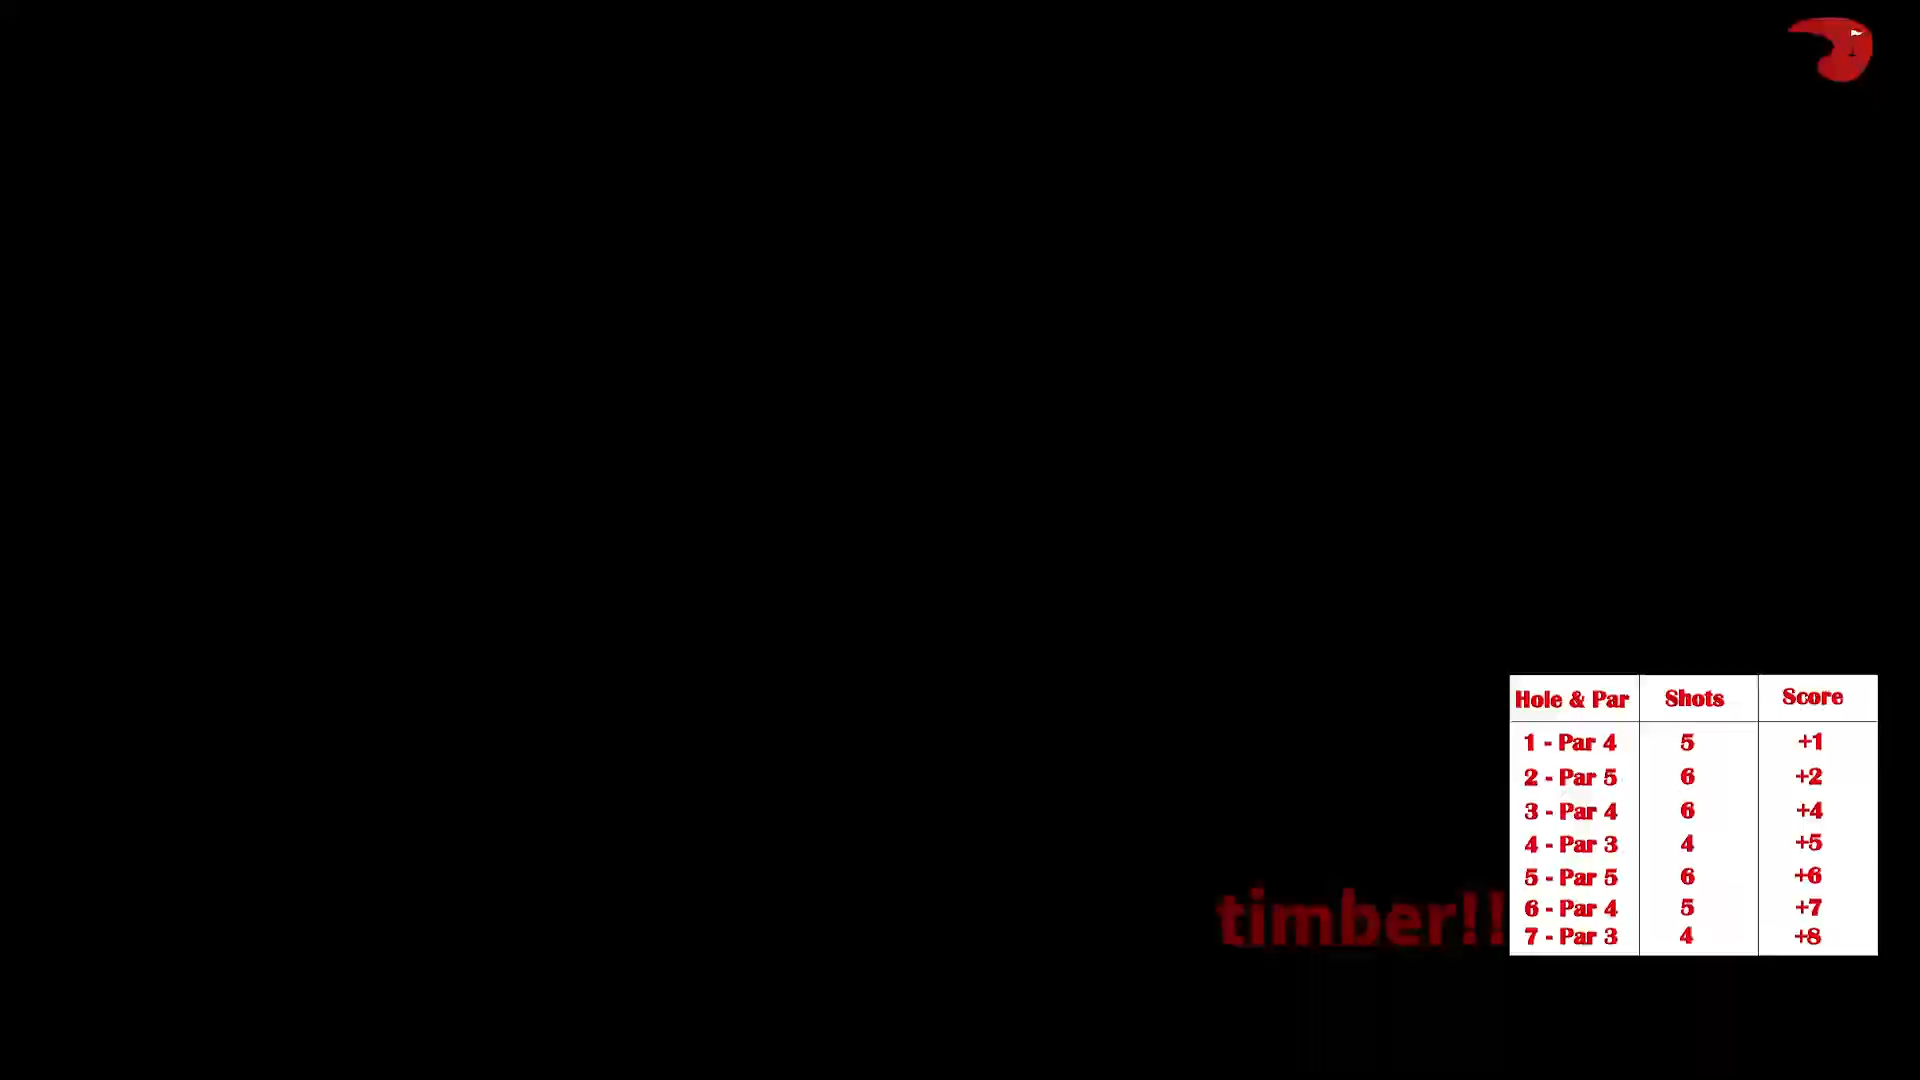 Hole & Par Shots Score
1 - Par 4 5 +1
2 - Par 5 6 +2
3 - Par 4 6 +4
4 - Par 3 4 +5
5 - Par 5 6 +6
6 - Par 4 5 +7
7 - Par 3 4 +8
timber!!